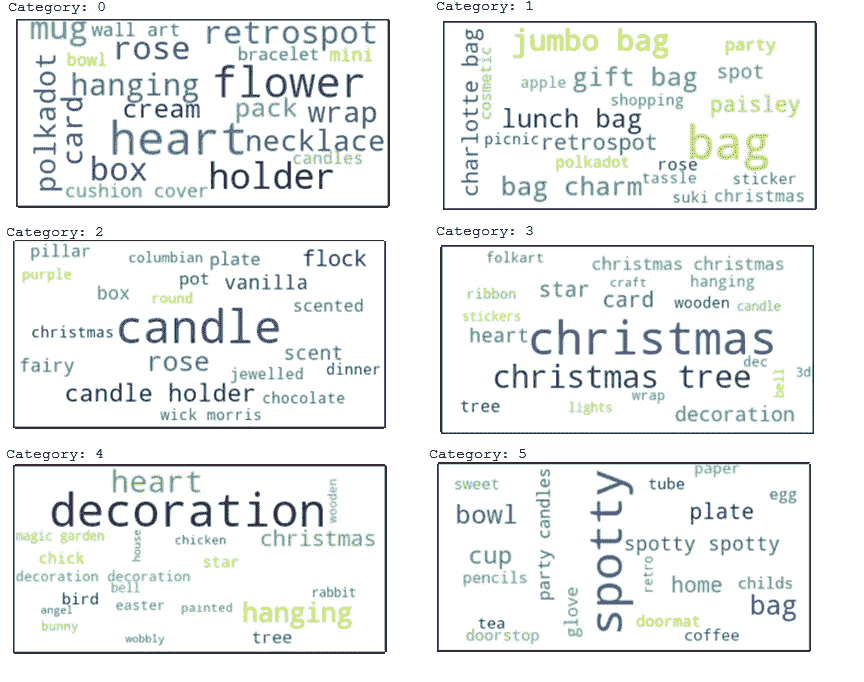 Category: 0
mug wall art retrospot
bowl rose bracelet mini
polkadot card hanging flower
cream pack wrap
heart necklace
candles
box holder
cushion cover
Category: 1
charlotte bag cosmetic jumbo bag party
apple gift bag spot
shopping
lunch bag paisley
picnic retrospot bag
polkadot rose
bag charm tassle sticker
suki christmas
Category: 2
pillar columbian plate flock
purple pot vanilla
box round scented
christmas candle
fairy rose scent
jewelled dinner
candle holder chocolate
wick morris
Category: 3
folkart christmas christmas
craft hanging
ribbon star card wooden candle
stickers
heart christmas
dec
christmas tree bell 3d
wrap
tree lights decoration
Category: 4
heart
decoration wooden
magic garden house chicken christmas
chick star
decoration decoration
bell rabbit
bird
angel easter painted hanging
bunny
wobbly tree
Category: 5
sweet party candles spotty paper
tube egg
bowl plate
spotty spotty
cup retro
pencils home childs
glove bag
tea doormat
doorstop coffee